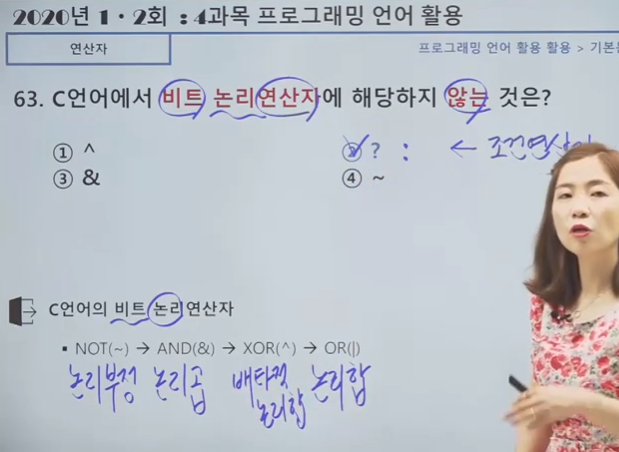 2020년 1·2회 : 4과목 프로그래밍 언어 활용
연산자
프로그래밍 언어 활용 활용 > 기본
63. C언어에서 비트 논리연산자에 해당하지 않는 것은?
① ^
② ? : ← 조건연산
③ &
④ ~
C언어의 비트 논리연산자
▪ NOT(~) → AND(&) → XOR(^) → OR(|)
논리부정 논리곱 배타적 논리합 논리합